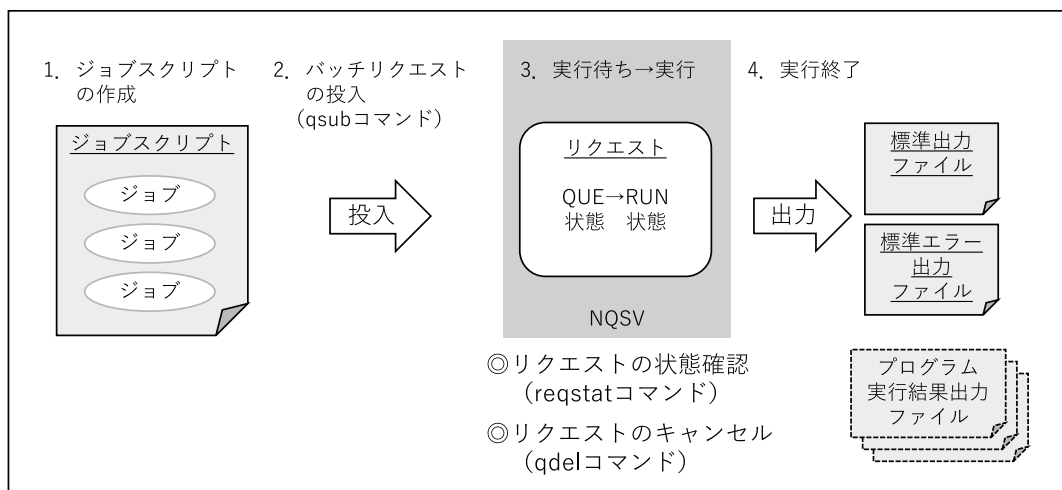 1. ジョブスクリプト
の作成
ジョブスクリプト
ジョブ
ジョブ
ジョブ
2. バッチリクエスト
の投入
(qsubコマンド)
投入
3. 実行待ち→実行
リクエスト
QUE→RUN
状態 状態
NQSV
◎リクエストの状態確認
(reqstatコマンド)
◎リクエストのキャンセル
(qdelコマンド)
4. 実行終了
出力
標準出力
ファイル
標準エラー
出力
ファイル
プログラム
実行結果出力
ファイル